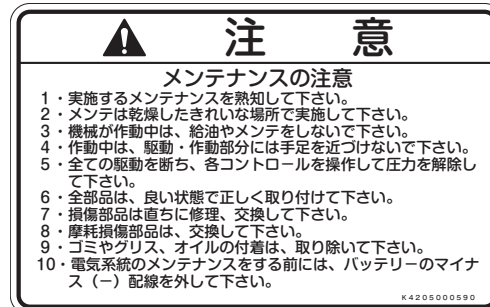 注 意
メンテナンスの注意
1・実施するメンテナンスを熟知して下さい。
2・メンテは乾燥したきれいな場所で実施して下さい。
3・機械が作動中は、給油やメンテをしないで下さい。
4・作動中は、駆動・作動部分には手足を近づけないで下さい。
5・全ての駆動を断ち、各コントロールを操作して圧力を解除し
て下さい。
6・全部品は、良い状態で正しく取り付けて下さい。
7・損傷部品は直ちに修理、交換して下さい。
8・摩耗損傷部品は、交換して下さい。
9・ゴミやグリス、オイルの付着は、取り除いて下さい。
10・電気系統のメンテナンスをする前には、バッテリーのマイナ
ス（－）配線を外して下さい。
K4205000590